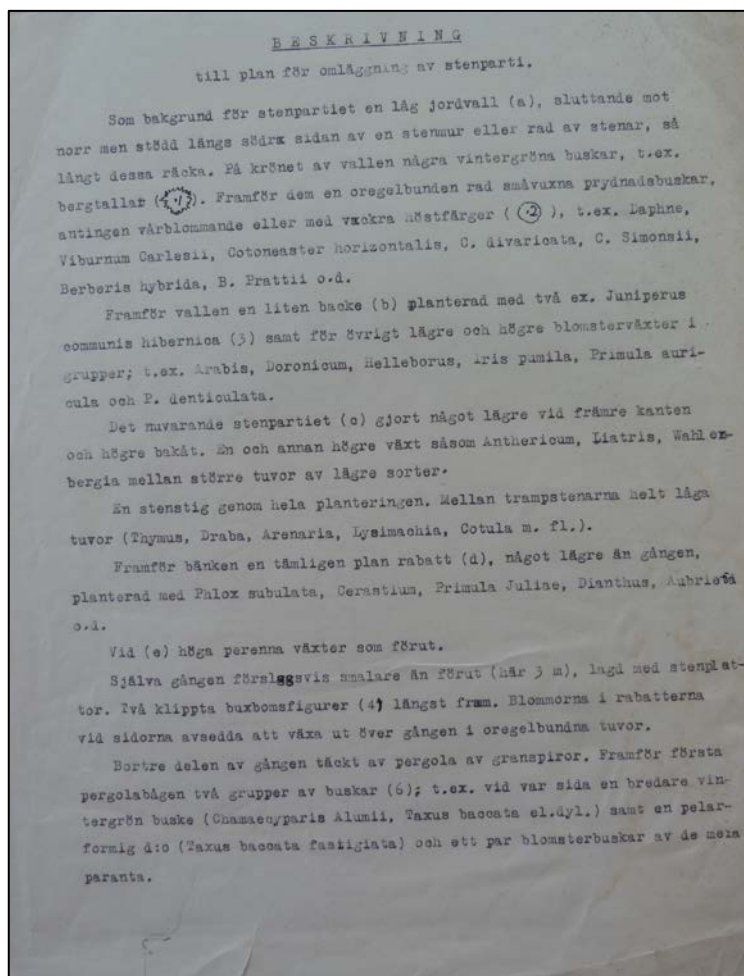 B E S K R I V N I N G
till plan för omläggning av stenparti.
Som bakgrund för stenpartiet en låg jordvall (a), sluttande mot
norr men stödd längs södra sidan av en stenmur eller rad av stenar, så
långt dessa räcka. På krönet av vallen några vintergröna buskar, t.ex.
bergtallar (1). Framför dem en oregelbunden rad småvuxna prydnadsbuskar,
antingen vårblommande eller med vackra höstfärger (2), t.ex. Daphne,
Viburnum Carlesii, Cotoneaster horizontalis, C. divaricata, C. Simonsii,
Berberis hybrida, B. Prattii o.d.
Framför vallen en liten backe (b) planterad med två ex. Juniperus
communis hibernica (3) samt för övrigt lägre och högre blomsterväxter i
grupper; t.ex. Arabis, Doronicum, Helleborus, Iris pumila, Primula auri-
cula och P. denticulata.
Det nuvarande stenpartiet (c) gjort något lägre vid främre kanten
och högre bakåt. En och annan högre växt såsom Anthericum, Liatris, Wahlen-
bergia mellan större tuvor av lägre sorter.
En stenstig genom hela planteringen. Mellan trampstenarna helt låga
tuvor (Thymus, Draba, Arenaria, Lysimachia, Cotula m. fl.).
Framför bänken en tämligen plan rabatt (d), något lägre än gången,
planterad med Phlox subulata, Cerastium, Primula Juliae, Dianthus, Aubrietia
o.d.
Vid (e) höga perenna växter som förut.
Själva gången förslagsvis smalare än förut (här 3 m), lagd med stenplat-
tor. Två klippta buxbomsfigurer (4) längst fram. Blommorna i rabatterna
vid sidorna avsedda att växa ut över gången i oregelbundna tuvor.
Bortre delen av gången täckt av pergola av granspiror. Framför första
pergolabågen två grupper av buskar (6); t.ex. vid var sida en bredare vin-
tergrön buske (Chamaecyparis Alumii, Taxus baccata el.dyl.) samt en pelar-
formig d:o (Taxus baccata fastigiata) och ett par blomsterbuskar av de mera
paranta.